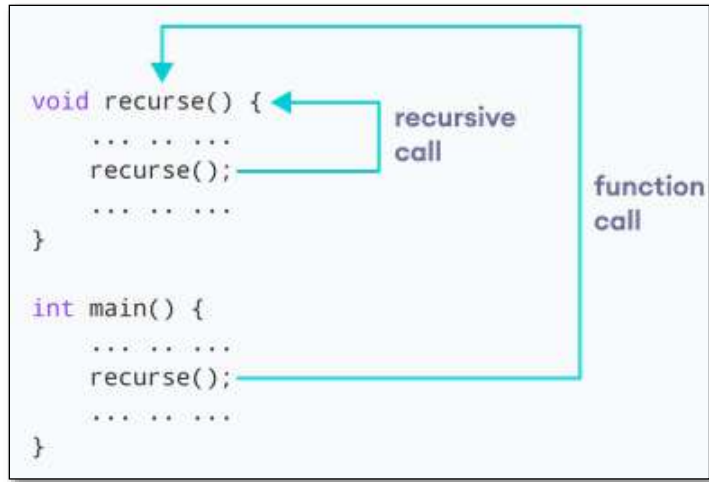 void recurse() {
... .. ...
recurse();
... .. ...
}
recursive
call
function
call
int main() {
... .. ...
recurse();
... .. ...
}